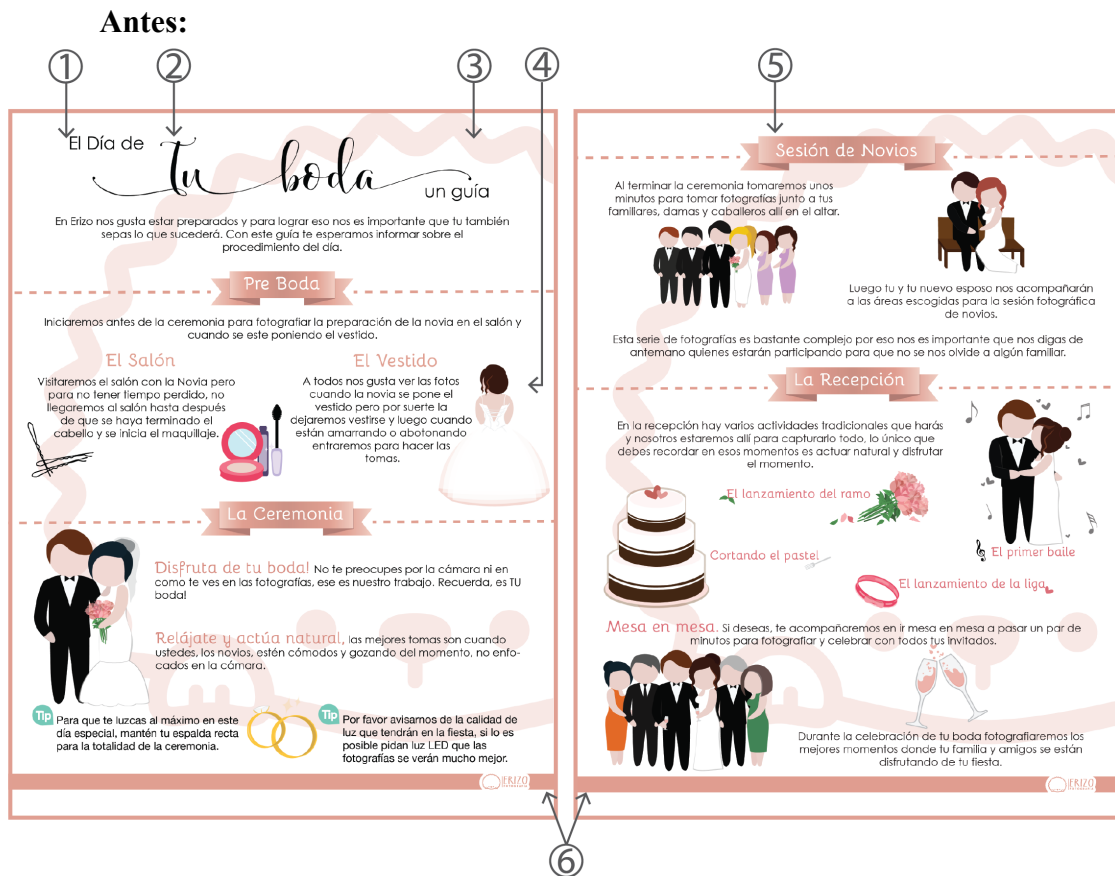 Antes:
1 2 3 4 5
El Día de
tu boda
un guía
En Erizo nos gusta estar preparados y para lograr eso nos es importante que tu también
sepas lo que sucederá. Con este guía te esperamos informar sobre el
procedimiento del día.
Pre Boda
Iniciaremos antes de la ceremonia para fotografiar la preparación de la novia en el salón y
cuando se este poniendo el vestido.
El Salón
Visitaremos el salón con la Novia pero
para no tener tiempo perdido, no
llegaremos al salón hasta después
de que se haya terminado el
cabello y se inicia el maquillaje.
El Vestido
A todos nos gusta ver las fotos
cuando la novia se pone el
vestido pero por suerte la
dejaremos vestirse y luego cuando
están amarrando o abotonando
entraremos para hacer las
tomas.
La Ceremonia
Disfruta de tu boda! No te preocupes por la cámara ni en
como te ves en las fotografías, ese es nuestro trabajo. Recuerda, es TU
boda!
Relájate y actúa natural, las mejores tomas son cuando
ustedes, los novios, estén cómodos y gozando del momento, no enfo-
cados en la cámara.
Tip
Para que te luzcas al máximo en este
día especial, mantén tu espalda recta
para la totalidad de la ceremonia.
Tip
Por favor avisarnos de la calidad de
luz que tendrán en la fiesta, si lo es
posible pidan luz LED que las
fotografías se verán mucho mejor.
ERIZO
Sesión de Novios
Al terminar la ceremonia tomaremos unos
minutos para tomar fotografías junto a tus
familiares, damas y caballeros allí en el altar.
Luego tu y tu nuevo esposo nos acompañarán
a las áreas escogidas para la sesión fotográfica
de novios.
Esta serie de fotografías es bastante complejo por eso nos es importante que nos digas de
antemano quienes estarán participando para que no se nos olvide a algún familiar.
La Recepción
En la recepción hay varios actividades tradicionales que harás
y nosotros estaremos allí para capturarlo todo, lo único que
debes recordar en esos momentos es actuar natural y disfrutar
el momento.
El lanzamiento del ramo
Cortando el pastel
El primer baile
El lanzamiento de la liga
Mesa en mesa. Si deseas, te acompañaremos en ir mesa en mesa a pasar un par de
minutos para fotografiar y celebrar con todos tus invitados.
Durante la celebración de tu boda fotografiaremos los
mejores momentos donde tu familia y amigos se están
disfrutando de tu fiesta.
ERIZO
6